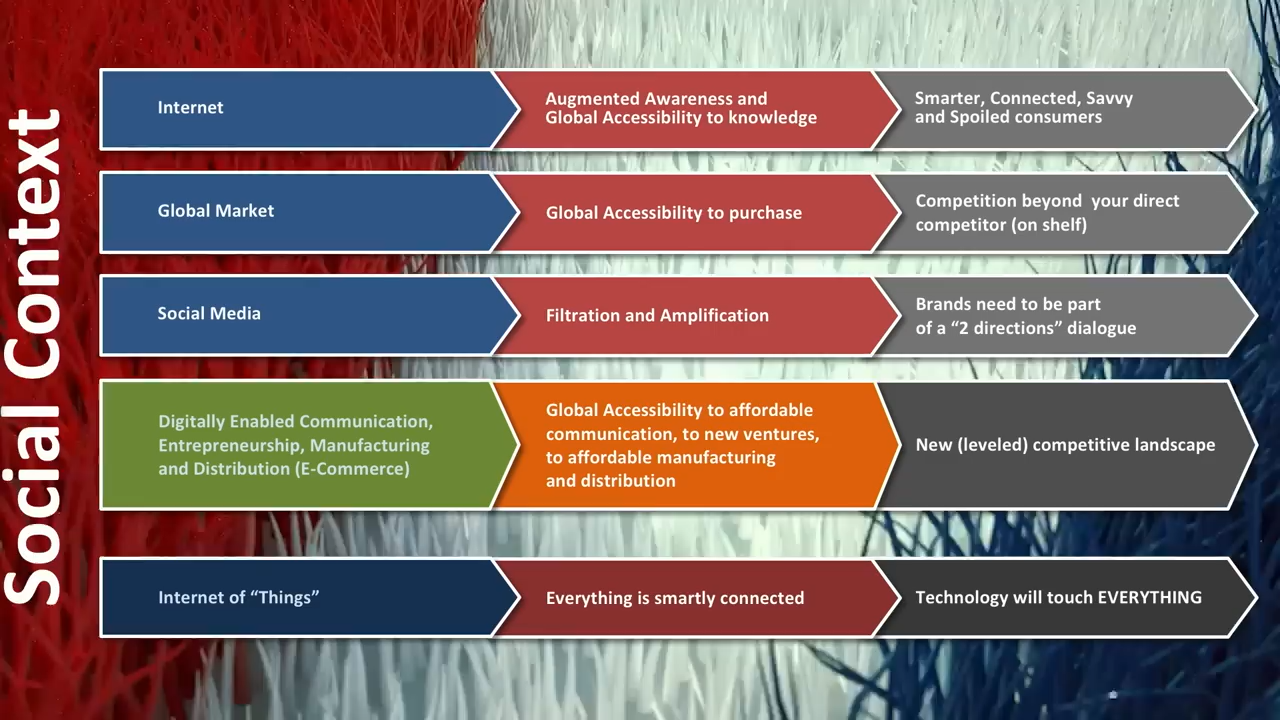 Social Context
Internet
Augmented Awareness and
Global Accessibility to knowledge
Smarter, Connected, Savvy
and Spoiled consumers
Global Market
Global Accessibility to purchase
Competition beyond  your direct
competitor (on shelf)
Social Media
Filtration and Amplification
Brands need to be part
of a “2 directions” dialogue
Digitally Enabled Communication,
Entrepreneurship, Manufacturing
and Distribution (E-Commerce)
Global Accessibility to affordable
communication, to new ventures,
to affordable manufacturing
and distribution
New (leveled) competitive landscape
Internet of “Things”
Everything is smartly connected
Technology will touch EVERYTHING